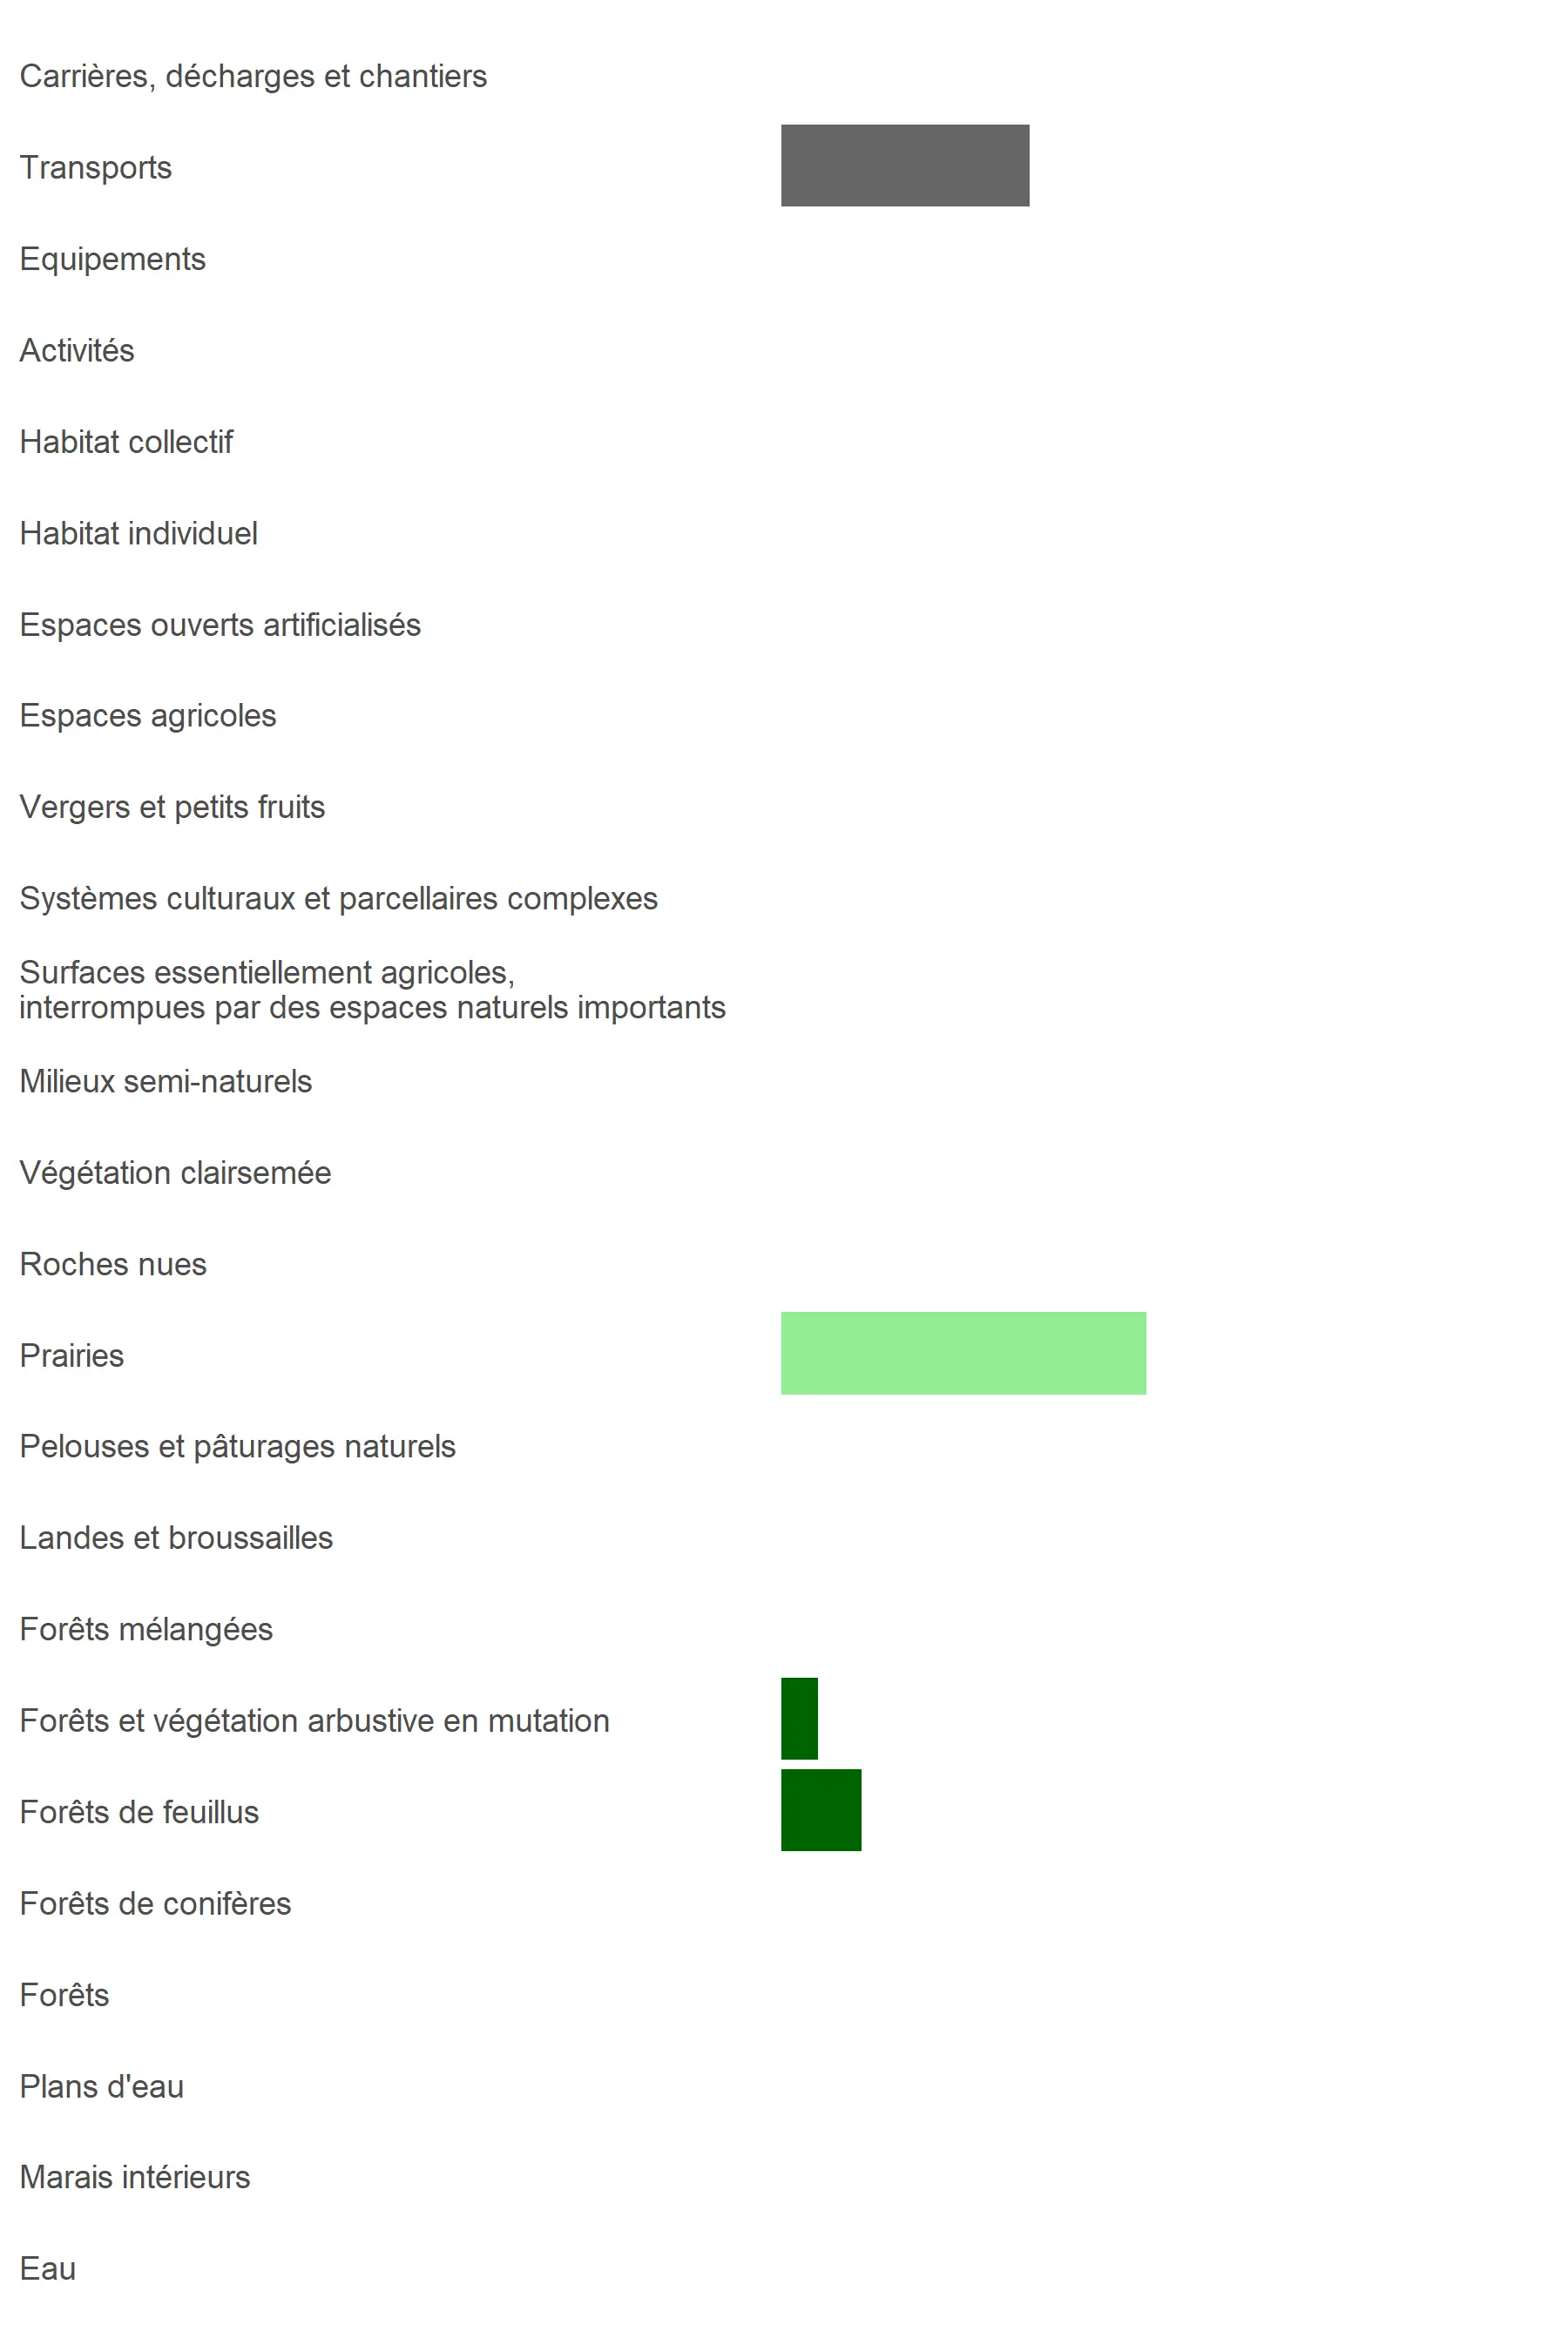 Carrières, décharges et chantiers
Transports
Equipements
Activités
Habitat collectif
Habitat individuel
Espaces ouverts artificialisés
Espaces agricoles
Vergers et petits fruits
Systèmes culturaux et parcellaires complexes
Surfaces essentiellement agricoles,
interrompues par des espaces naturels importants
Milieux semi-naturels
Végétation clairsemée
Roches nues
Prairies
Pelouses et pâturages naturels
Landes et broussailles
Forêts mélangées
Forêts et végétation arbustive en mutation
Forêts de feuillus
Forêts de conifères
Forêts
Plans d'eau
Marais intérieurs
Eau